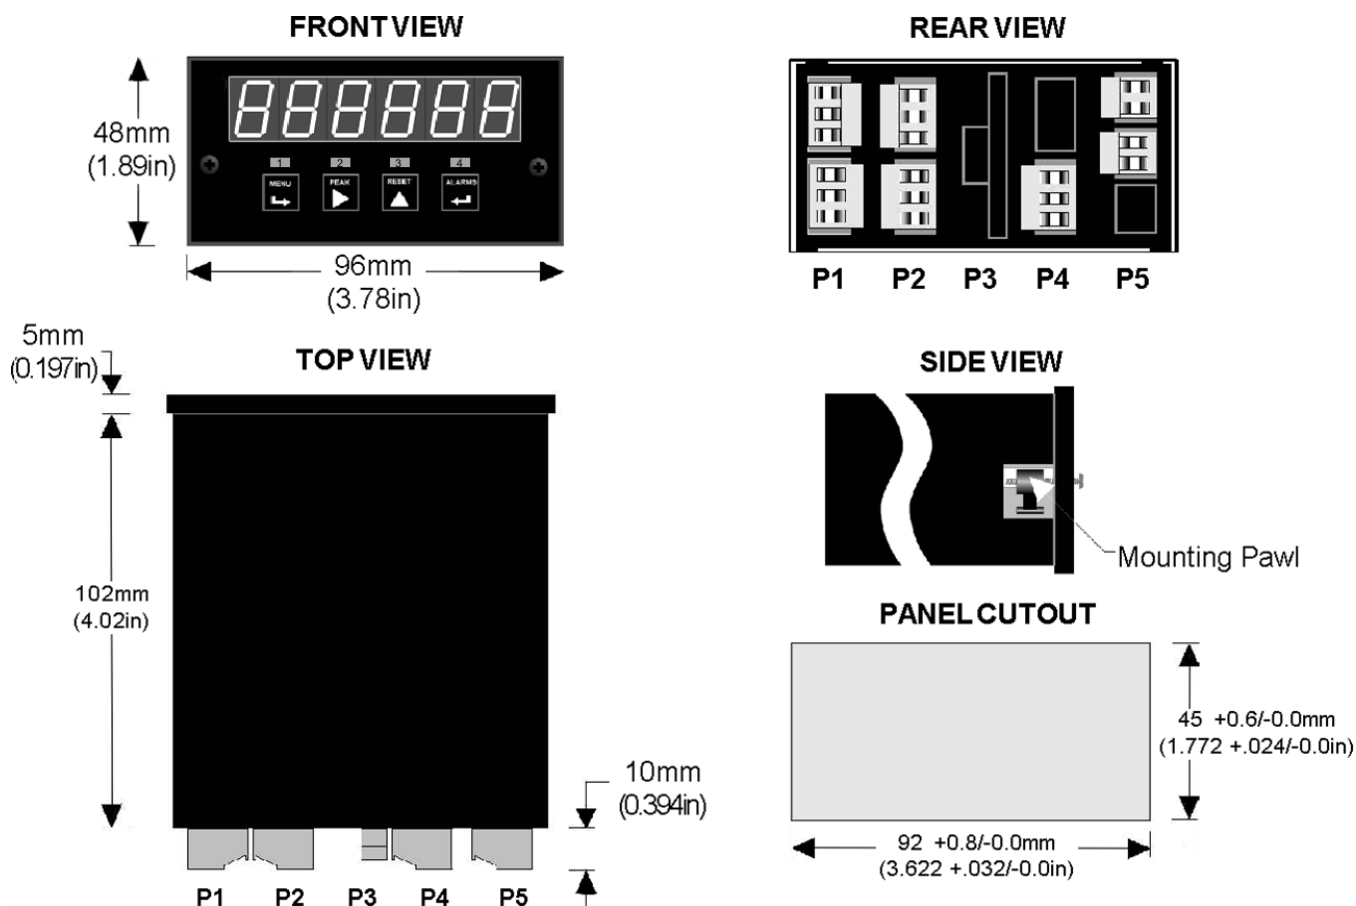 FRONT VIEW
REAR VIEW
48mm
(1.89in)
1 2 3 4
MENU PEAK RESET ALARMS
96mm
(3.78in)
P1 P2 P3 P4 P5
5mm
(0.197in)
TOP VIEW
SIDE VIEW
Mounting Pawl
102mm
(4.02in)
PANEL CUTOUT
45 +0.6/-0.0mm
(1.772 +.024/-0.0in)
10mm
(0.394in)
92 +0.8/-0.0mm
(3.622 +.032/-0.0in)
P1 P2 P3 P4 P5